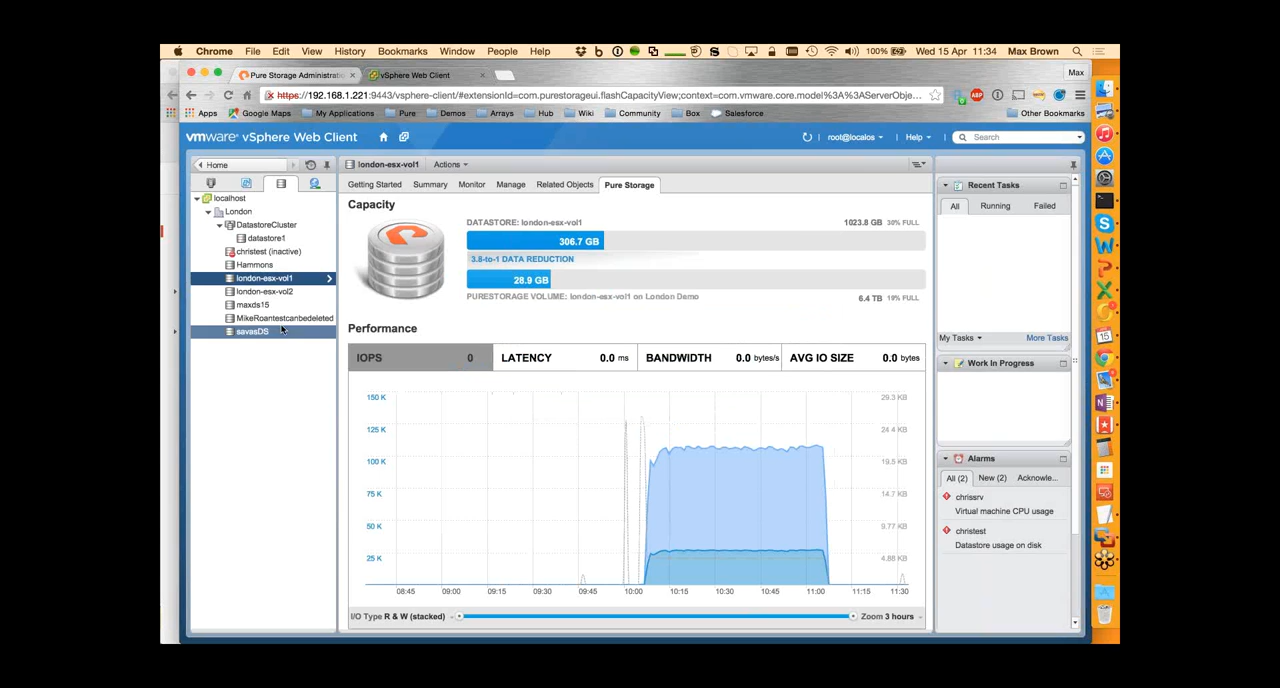 Chrome File Edit View History Bookmarks Window People Help 100% Wed 15 Apr 11:34 Max Brown
Pure Storage Administrati × vSphere Web Client × Max
https://192.168.1.221:9443/vsphere-client/#extensionId=com.purestorageui.flashCapacityView;context=com.vmware.core.model%3A%3AServerObje...
Apps Google Maps My Applications Pure Demos Arrays Hub Wiki Community Box Salesforce Other Bookmarks
vmware vSphere Web Client root@localos Help Search
Home
london-esx-vol1 Actions
Getting Started Summary Monitor Manage Related Objects Pure Storage
localhost
London
DatastoreCluster
datastore1
christest (inactive)
Hammons
london-esx-vol1
london-esx-vol2
maxds15
MikeRoantestcanbedeleted
savasDS
Capacity
DATASTORE: london-esx-vol1 1023.8 GB 30% FULL
306.7 GB
3.8-to-1 DATA REDUCTION
28.9 GB
PURESTORAGE VOLUME: london-esx-vol1 on London Demo 6.4 TB 19% FULL
Performance
IOPS 0 LATENCY 0.0 ms BANDWIDTH 0.0 bytes/s AVG IO SIZE 0.0 bytes
150 K 29.3 KB
125 K 24.4 KB
100 K 19.5 KB
75 K 14.7 KB
50 K 9.77 KB
25 K 4.88 KB
08:45 09:00 09:15 09:30 09:45 10:00 10:15 10:30 10:45 11:00 11:15 11:30
I/O Type R & W (stacked) Zoom 3 hours
Recent Tasks
All Running Failed
My Tasks More Tasks
Work In Progress
Alarms
All (2) New (2) Acknowle...
chrissrv
Virtual machine CPU usage
christest
Datastore usage on disk